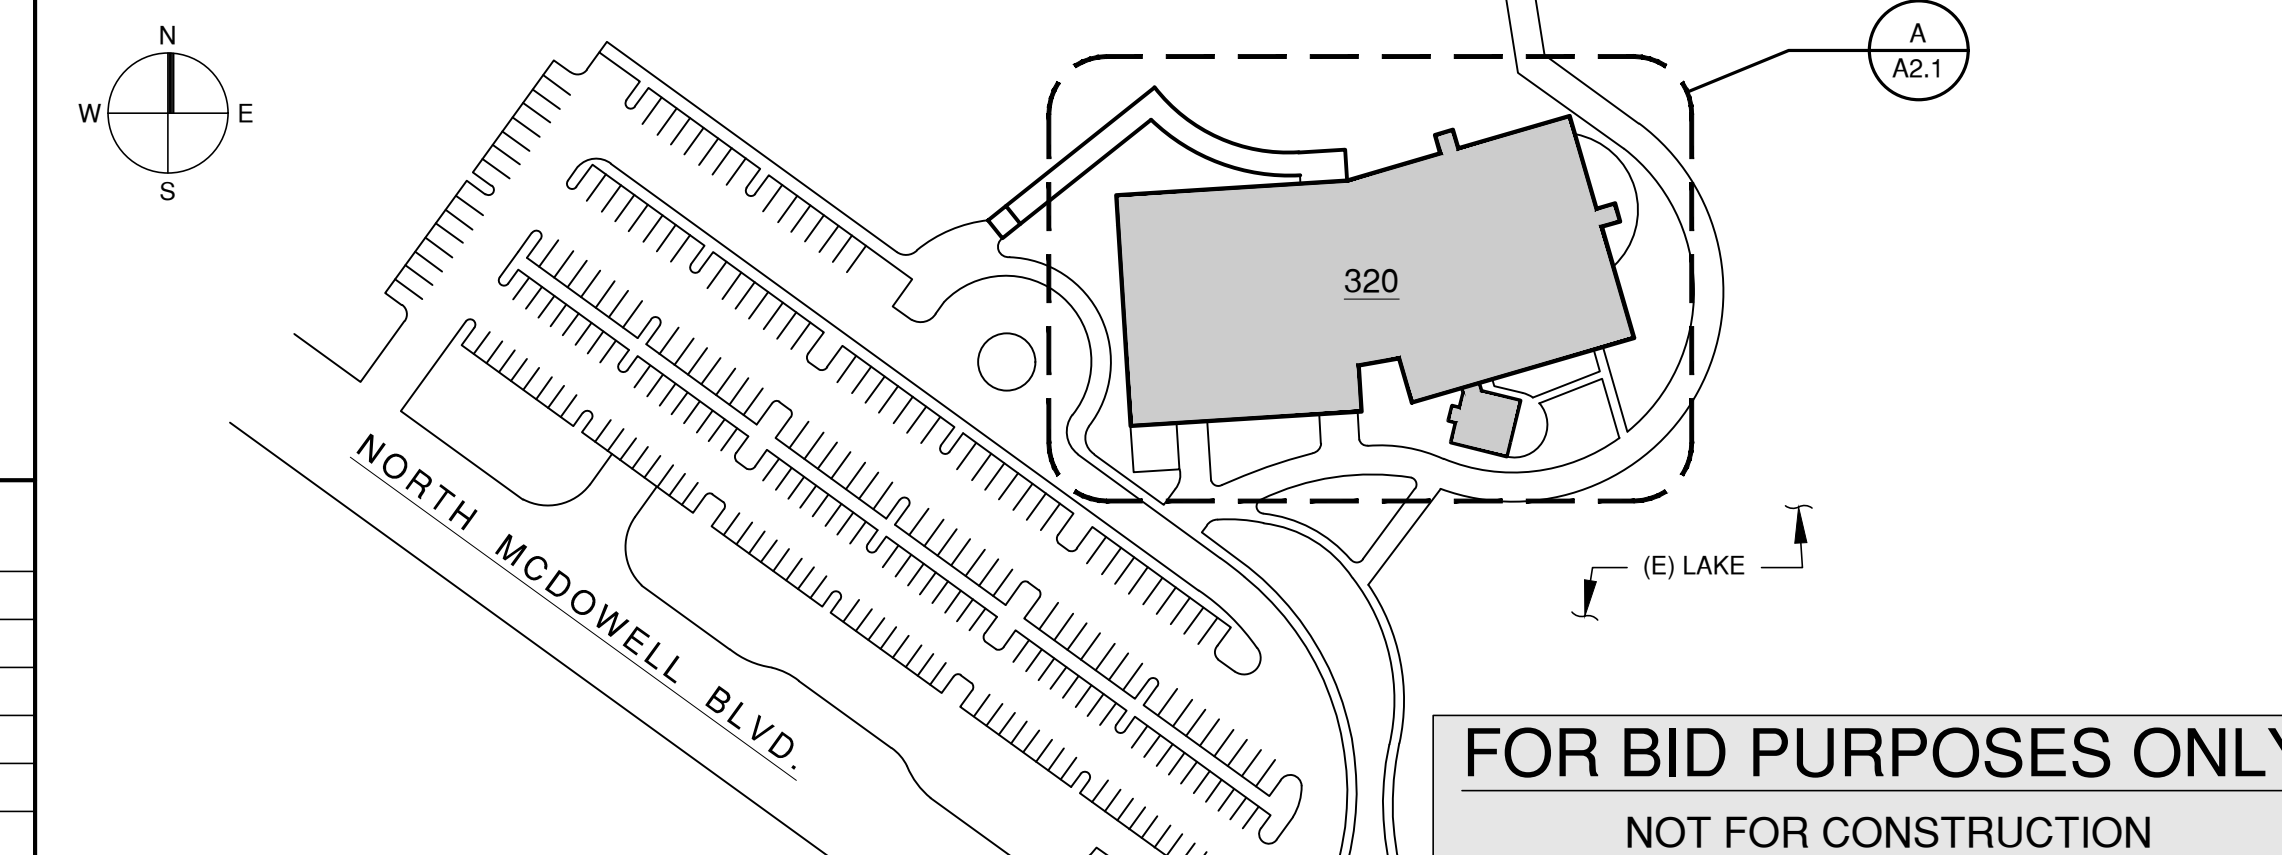 N
W E
S
A
A2.1
320
NORTH MCDOWELL BLVD.
(E) LAKE
FOR BID PURPOSES ONLY
NOT FOR CONSTRUCTION